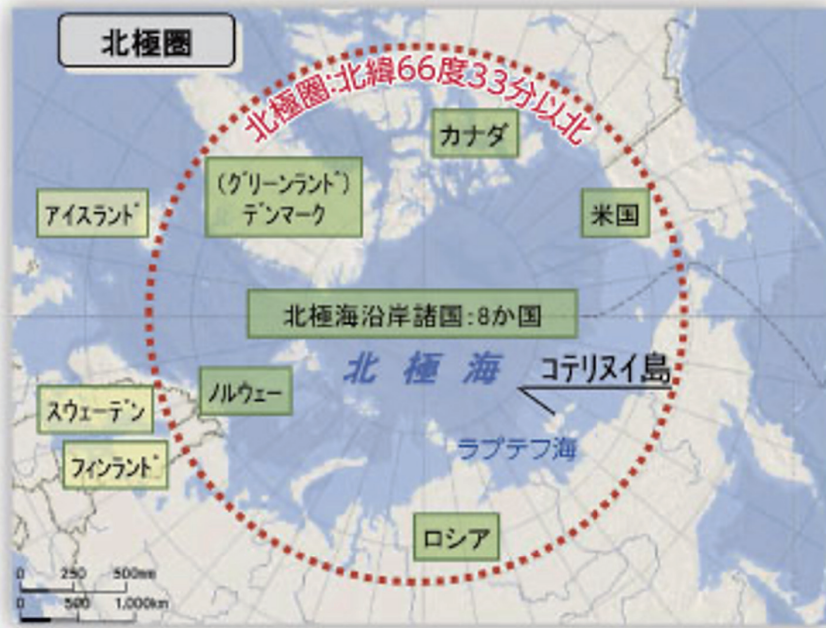 北極圏
北極圏:北緯66度33分以北
カナダ
(グリーンランド)
デンマーク
アイスランド
米国
北極海沿岸諸国:8か国
北極海
コテリヌイ島
ノルウェー
スウェーデン
ラプテフ海
フィンランド
ロシア
0 250 500nm
0 500 1,000km